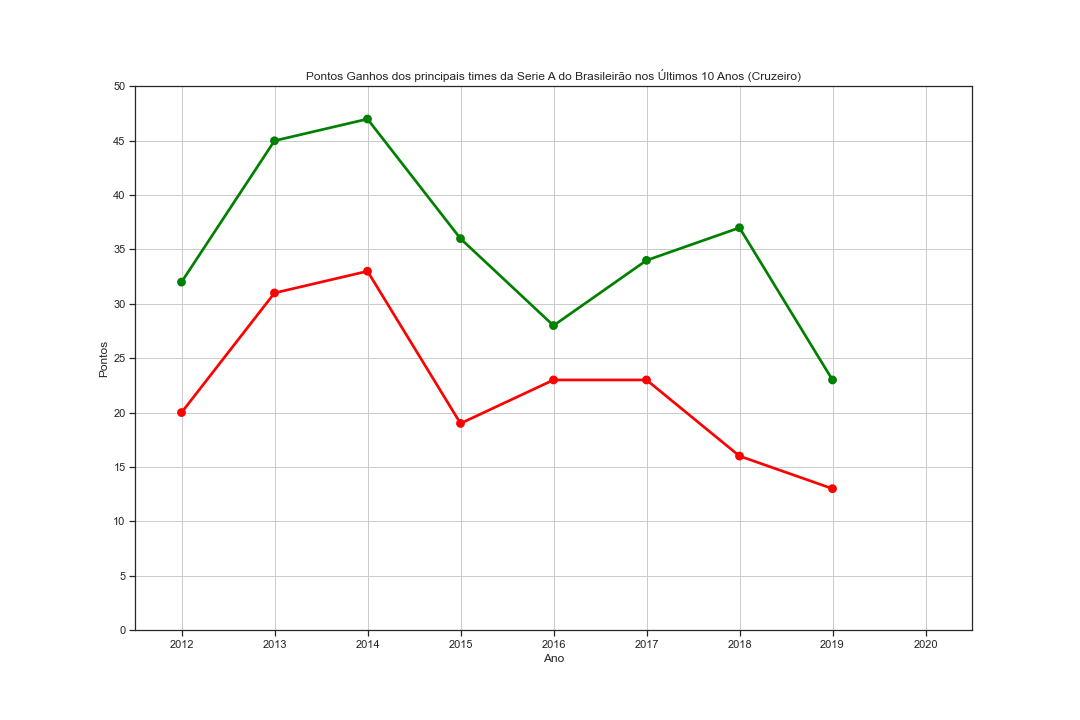 Pontos Ganhos dos principais times da Serie A do Brasileirão nos Últimos 10 Anos (Cruzeiro)
50
45
40
35
30
25
20
15
10
5
0
Pontos
2012 2013 2014 2015 2016 2017 2018 2019 2020
Ano